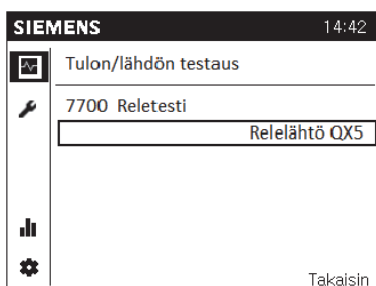 SIEMENS 14:42
Tulon/lähdön testaus
7700 Reletesti
Relelähtö QX5
Takaisin